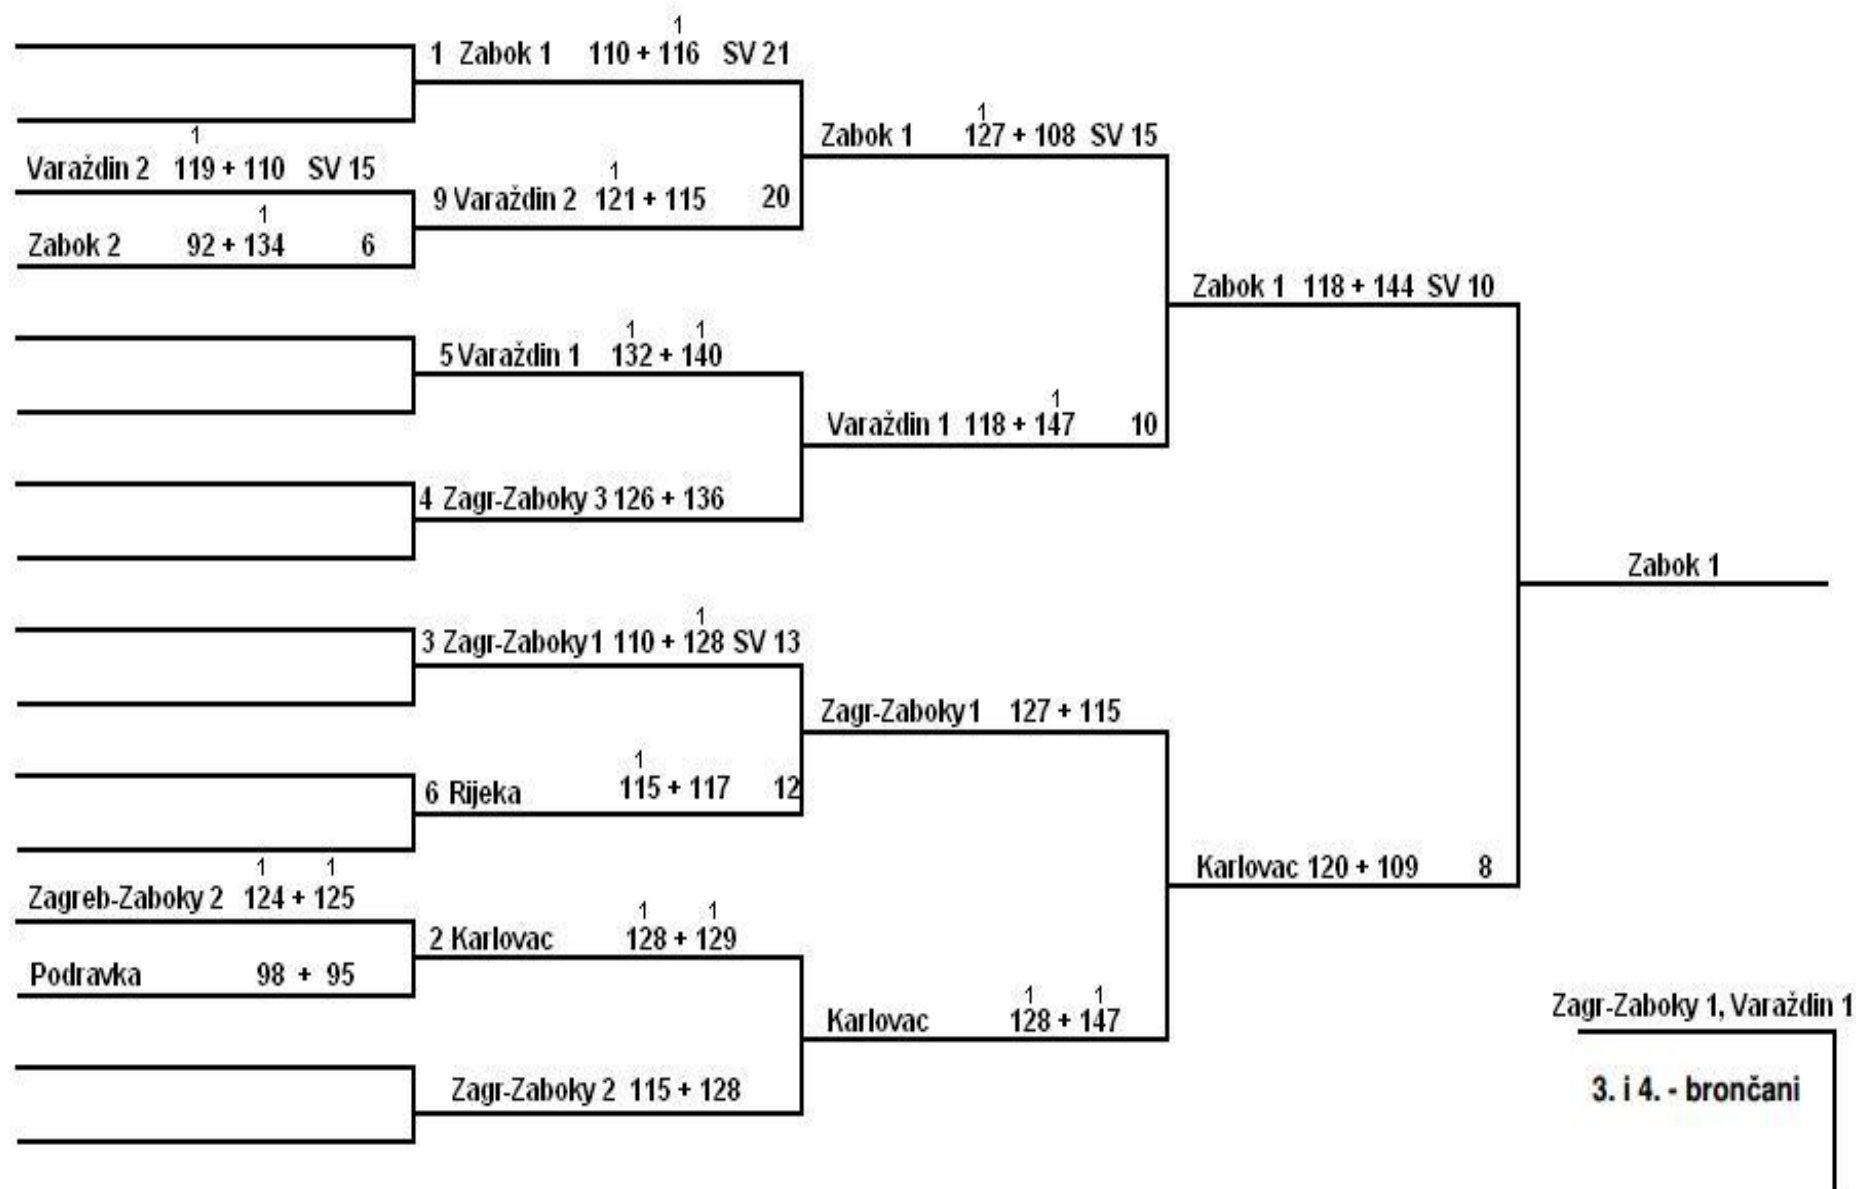 1
1 Zabok 1 110 + 116 SV 21
1
Varaždin 2 119 + 110 SV 15
1
Zabok 2 92 + 134 6
1
9 Varaždin 2 121 + 115 20
1 1
5 Varaždin 1 132 + 140
4 Zagr-Zaboky 3 126 + 136
1
3 Zagr-Zaboky 1 110 + 128 SV 13
1
6 Rijeka 115 + 117 12
1 1
Zagreb-Zaboky 2 124 + 125
Podravka 98 + 95
1 1
2 Karlovac 128 + 129
Zagr-Zaboky 2 115 + 128
1
Zabok 1 127 + 108 SV 15
1
Varaždin 1 118 + 147 10
Zagr-Zaboky 1 127 + 115
1 1
Karlovac 128 + 147
Zabok 1 118 + 144 SV 10
Karlovac 120 + 109 8
Zabok 1
Zagr-Zaboky 1, Varaždin 1
3. i 4. - brončani